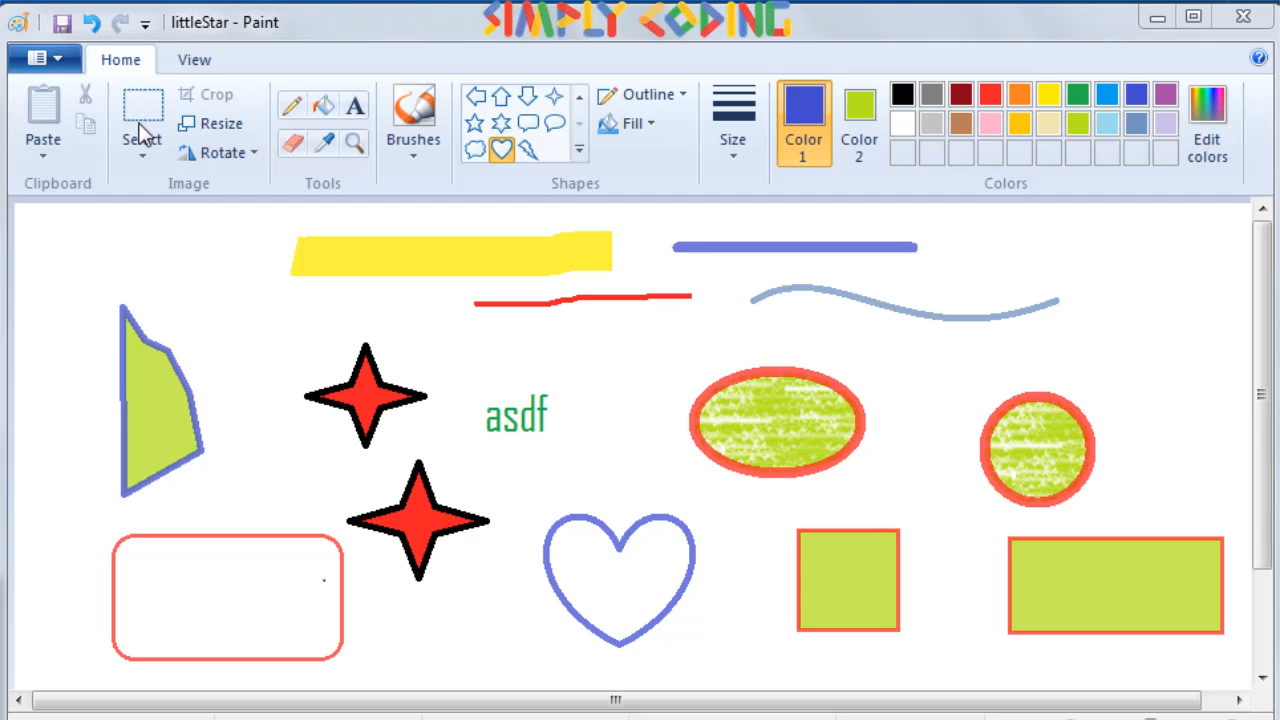 littleStar - Paint
SIMPLY CODING
Home
View
Paste
Clipboard
Select
Crop
Resize
Rotate
Image
A
Tools
Brushes
Outline
Fill
Shapes
Size
Color 1
Color 2
Edit colors
Colors
asdf